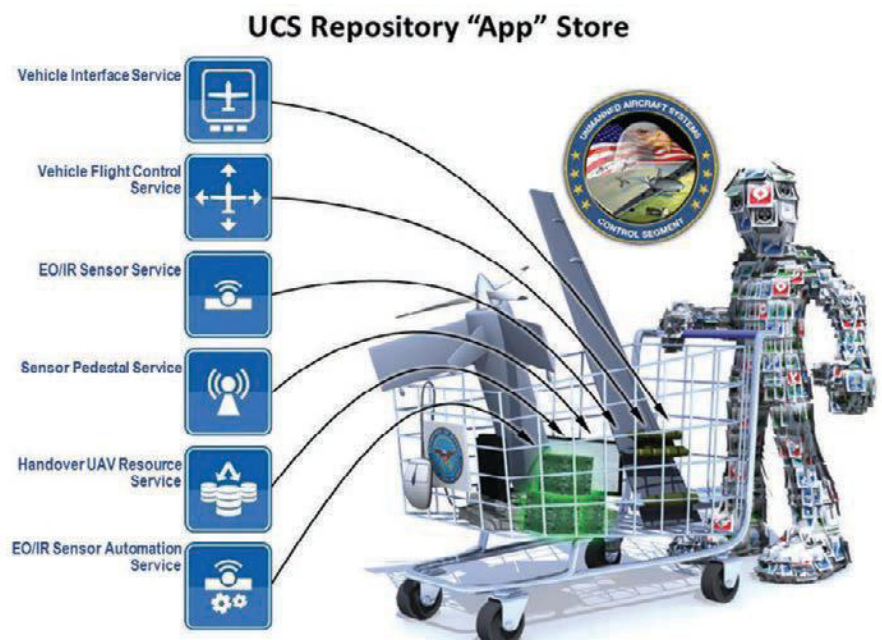 UCS Repository “App” Store
Vehicle Interface Service
Vehicle Flight Control
Service
EO/IR Sensor Service
Sensor Pedestal Service
Handover UAV Resource
Service
EO/IR Sensor Automation
Service
UNMANNED AIRCRAFT SYSTEMS
CONTROL SEGMENT